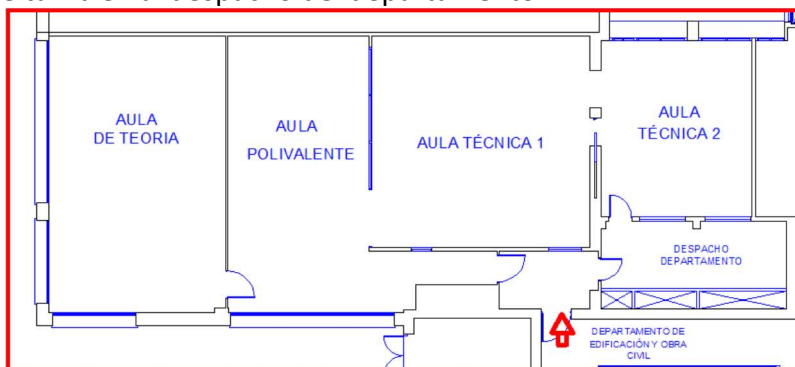 AULA
DE TEORIA
AULA
POLIVALENTE
AULA TÉCNICA 1
AULA
TÉCNICA 2
DESPACHO
DEPARTAMENTO
DEPARTAMENTO DE
EDIFICACIÓN Y OBRA
CIVIL